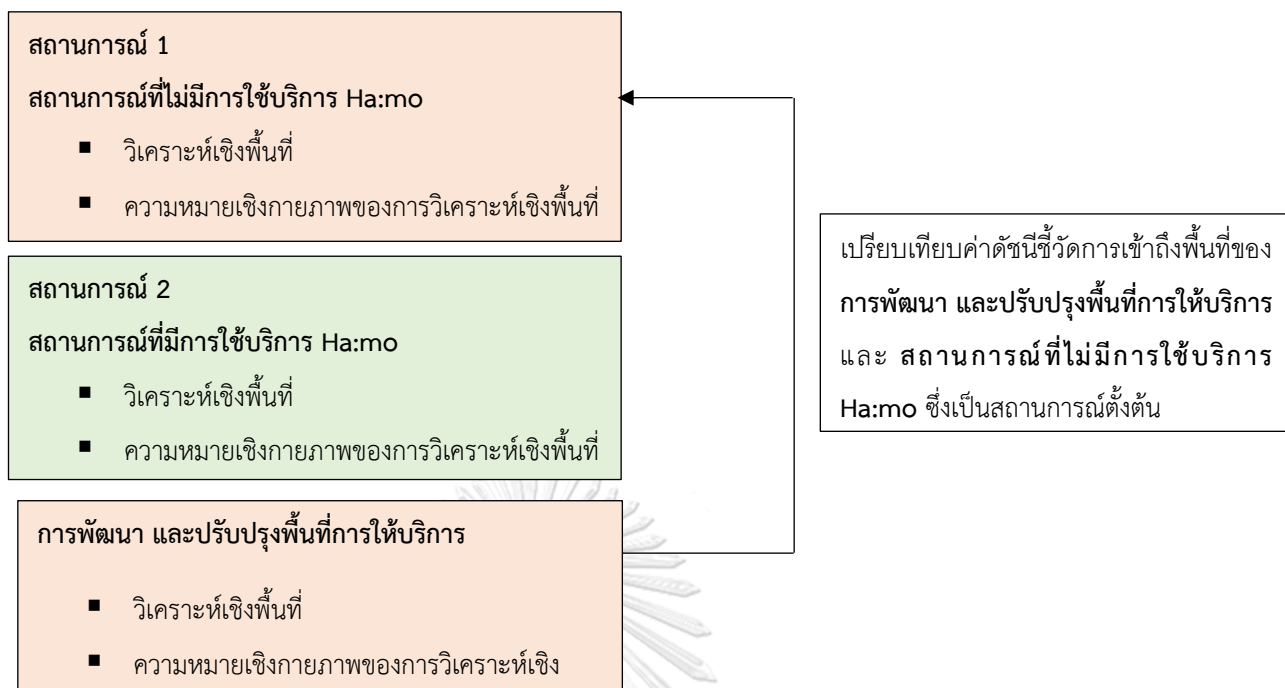 สถานการณ์ 1
สถานการณ์ที่ไม่มีการใช้บริการ Ha:mo
▪ วิเคราะห์เชิงพื้นที่
▪ ความหมายเชิงกายภาพของการวิเคราะห์เชิงพื้นที่
สถานการณ์ 2
สถานการณ์ที่มีการใช้บริการ Ha:mo
▪ วิเคราะห์เชิงพื้นที่
▪ ความหมายเชิงกายภาพของการวิเคราะห์เชิงพื้นที่
การพัฒนา และปรับปรุงพื้นที่การให้บริการ
▪ วิเคราะห์เชิงพื้นที่
▪ ความหมายเชิงกายภาพของการวิเคราะห์เชิง
เปรียบเทียบค่าดัชนีชี้วัดการเข้าถึงพื้นที่ของ
การพัฒนา และปรับปรุงพื้นที่การให้บริการ
และ สถานการณ์ที่ไม่มีการใช้บริการ
Ha:mo ซึ่งเป็นสถานการณ์ตั้งต้น